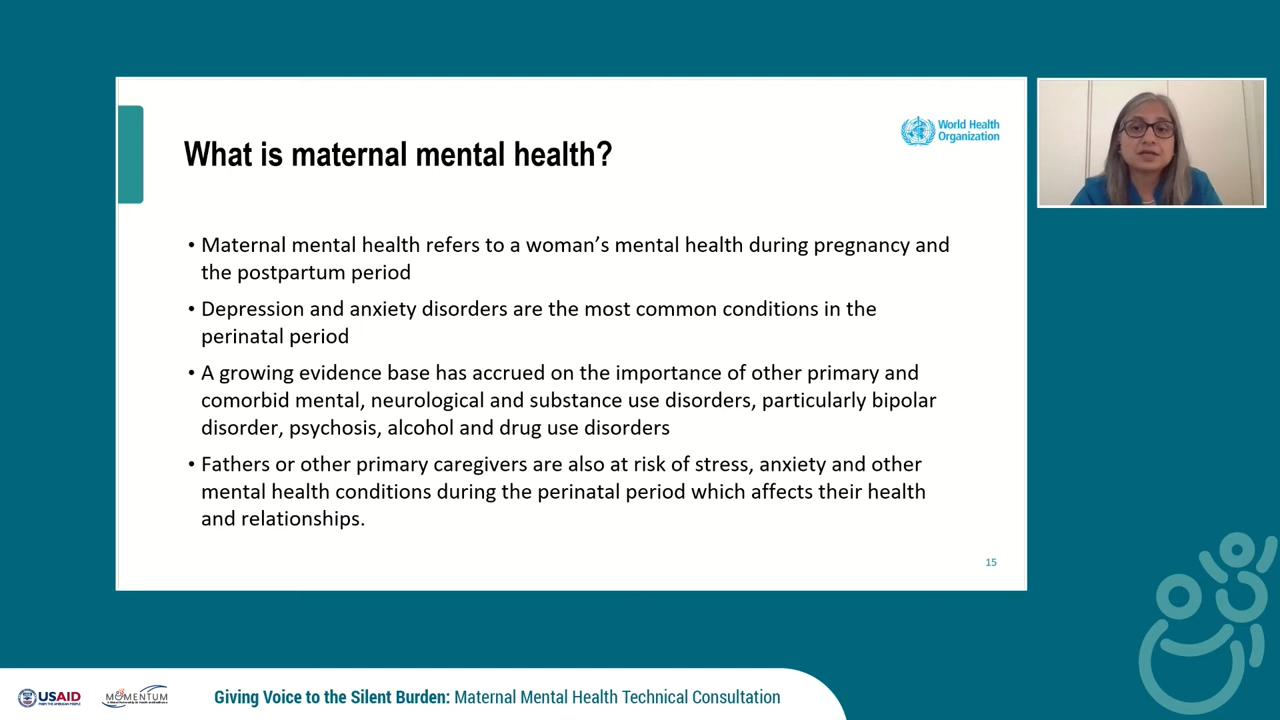 What is maternal mental health?
World Health
Organization
• Maternal mental health refers to a woman’s mental health during pregnancy and
the postpartum period
• Depression and anxiety disorders are the most common conditions in the
perinatal period
• A growing evidence base has accrued on the importance of other primary and
comorbid mental, neurological and substance use disorders, particularly bipolar
disorder, psychosis, alcohol and drug use disorders
• Fathers or other primary caregivers are also at risk of stress, anxiety and other
mental health conditions during the perinatal period which affects their health
and relationships.
15
USAID
FROM THE AMERICAN PEOPLE
MOMENTUM
Giving Voice to the Silent Burden: Maternal Mental Health Technical Consultation